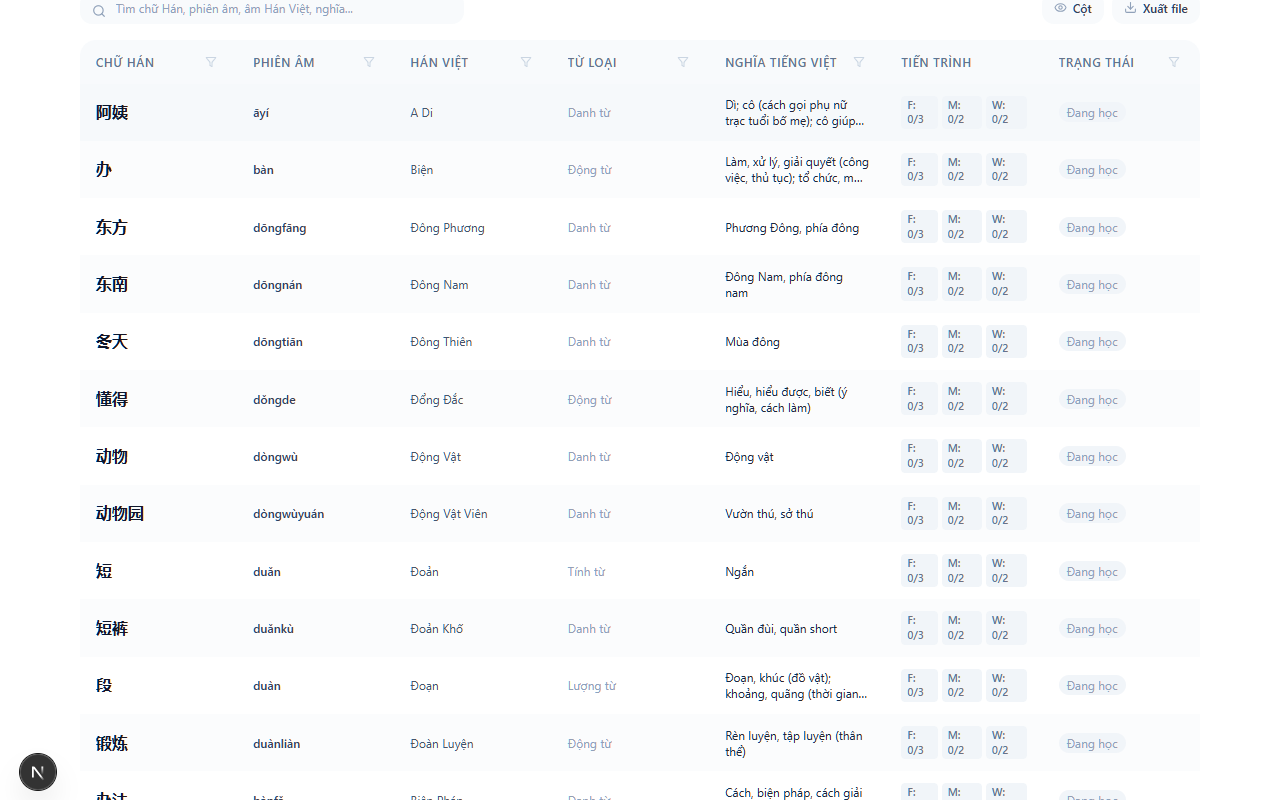 Tìm chữ Hán, phiên âm, âm Hán Việt, nghĩa...
Cột
Xuất file
CHỮ HÁN PHIÊN ÂM HÁN VIỆT TỪ LOẠI NGHĨA TIẾNG VIỆT TIẾN TRÌNH TRẠNG THÁI
阿姨 āyí A Di Danh từ Dì; cô (cách gọi phụ nữ F: M: W: Đang học
trạc tuổi bố mẹ); cô giúp... 0/3 0/2 0/2
办 bàn Biện Động từ Làm, xử lý, giải quyết (công F: M: W: Đang học
việc, thủ tục); tổ chức, m... 0/3 0/2 0/2
东方 dōngfāng Đông Phương Danh từ Phương Đông, phía đông F: M: W: Đang học
0/3 0/2 0/2
东南 dōngnán Đông Nam Danh từ Đông Nam, phía đông F: M: W: Đang học
nam 0/3 0/2 0/2
冬天 dōngtiān Đông Thiên Danh từ Mùa đông F: M: W: Đang học
0/3 0/2 0/2
懂得 dǒngde Đổng Đắc Động từ Hiểu, hiểu được, biết (ý F: M: W: Đang học
nghĩa, cách làm) 0/3 0/2 0/2
动物 dòngwù Động Vật Danh từ Động vật F: M: W: Đang học
0/3 0/2 0/2
动物园 dòngwùyuán Động Vật Viên Danh từ Vườn thú, sở thú F: M: W: Đang học
0/3 0/2 0/2
短 duǎn Đoản Tính từ Ngắn F: M: W: Đang học
0/3 0/2 0/2
短裤 duǎnkù Đoản Khố Danh từ Quần đùi, quần short F: M: W: Đang học
0/3 0/2 0/2
段 duàn Đoạn Lượng từ Đoạn, khúc (đồ vật); F: M: W: Đang học
khoảng, quãng (thời gian... 0/3 0/2 0/2
锻炼 duànliàn Đoàn Luyện Động từ Rèn luyện, tập luyện (thân F: M: W: Đang học
thể) 0/3 0/2 0/2
办法 bànfǎ Biện Pháp Danh từ Cách, biện pháp, cách giải F: M: W: Đang học
N